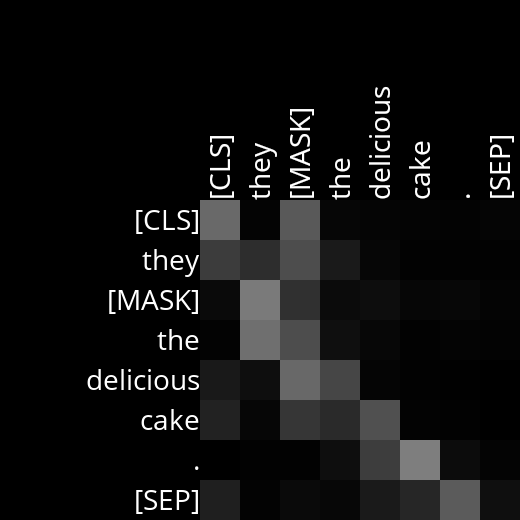 [CLS]
they
[MASK]
the
delicious
cake
.
[SEP]
[CLS]
they
[MASK]
the
delicious
cake
.
[SEP]